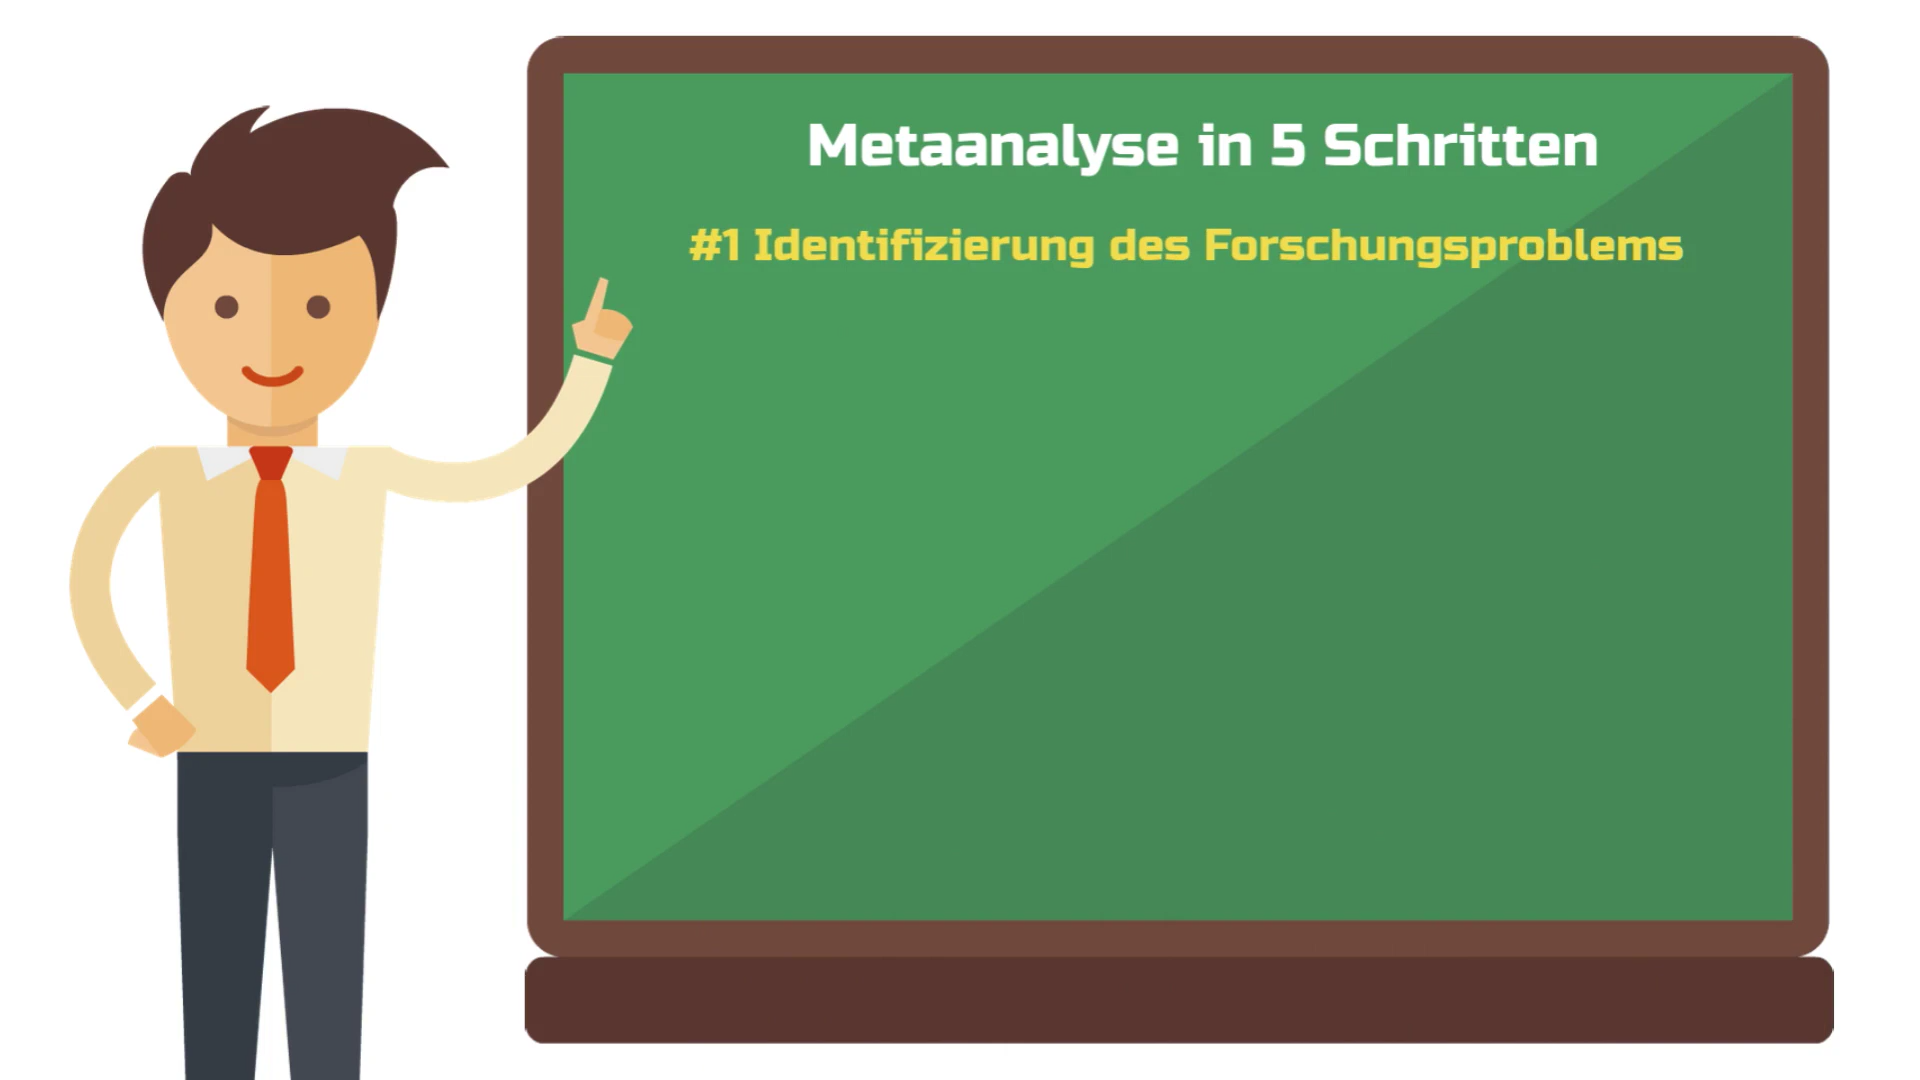 Metaanalyse in 5 Schritten
#1 Identifizierung des Forschungsproblems